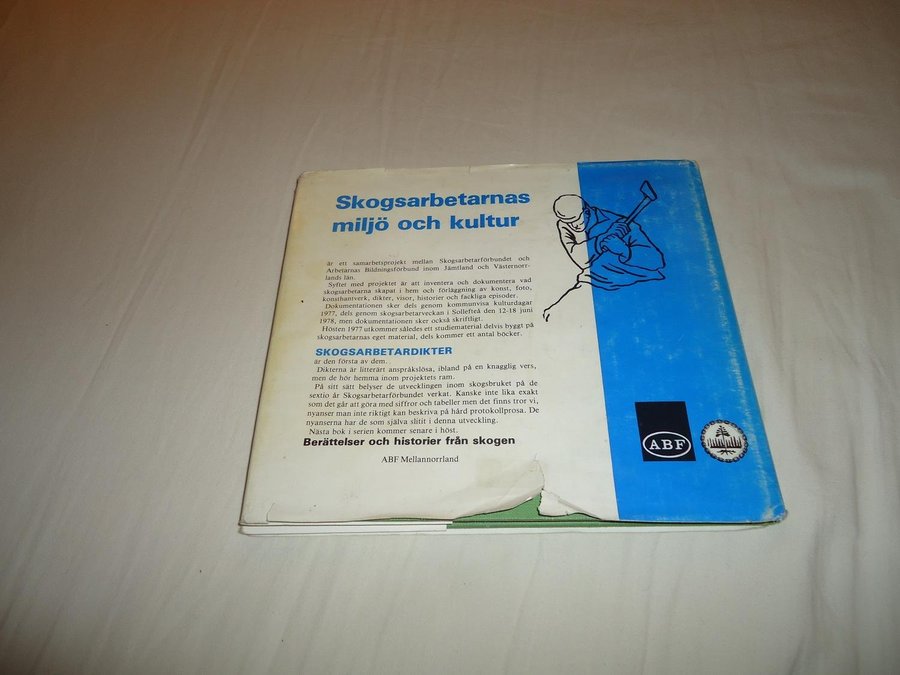 Skogsarbetarnas
miljö och kultur
är ett samarbetsprojekt mellan Skogsarbetarförbundet och
Arbetarnas Bildningsförbund inom Jämtland och Västernorr-
lands län.
Syftet med projektet är att inventera och dokumentera vad
skogsarbetarna skapat i hem och förläggning av konst, foto,
konsthantverk, dikter, visor, historier och fackliga episoder.
Dokumentationen sker dels genom kommunvisa kulturdagar
1977, dels genom skogsarbetarveckan i Sollefteå den 12-18 juni
1978, men dokumentationen sker också skriftligt.
Hösten 1977 utkommer således ett studiematerial delvis byggt på
skogsarbetarnas eget material, dels kommer ett antal böcker.
SKOGSARBETARDIKTER
är den första av dem.
Dikterna är litterärt anspråkslösa, ibland på en knagglig vers,
men de hör hemma inom projektets ram.
På sitt sätt belyser de utvecklingen inom skogsbruket på de
sextio år Skogsarbetarförbundet verkat. Kanske inte lika exakt
som det går att göra med siffror och tabeller men det finns tror vi,
nyanser man inte riktigt kan beskriva på hård protokollprosa. De
nyanserna har de som själva slitit i denna utveckling.
Nästa bok i serien kommer senare i höst.
Berättelser och historier från skogen
ABF Mellannorrland
ABF